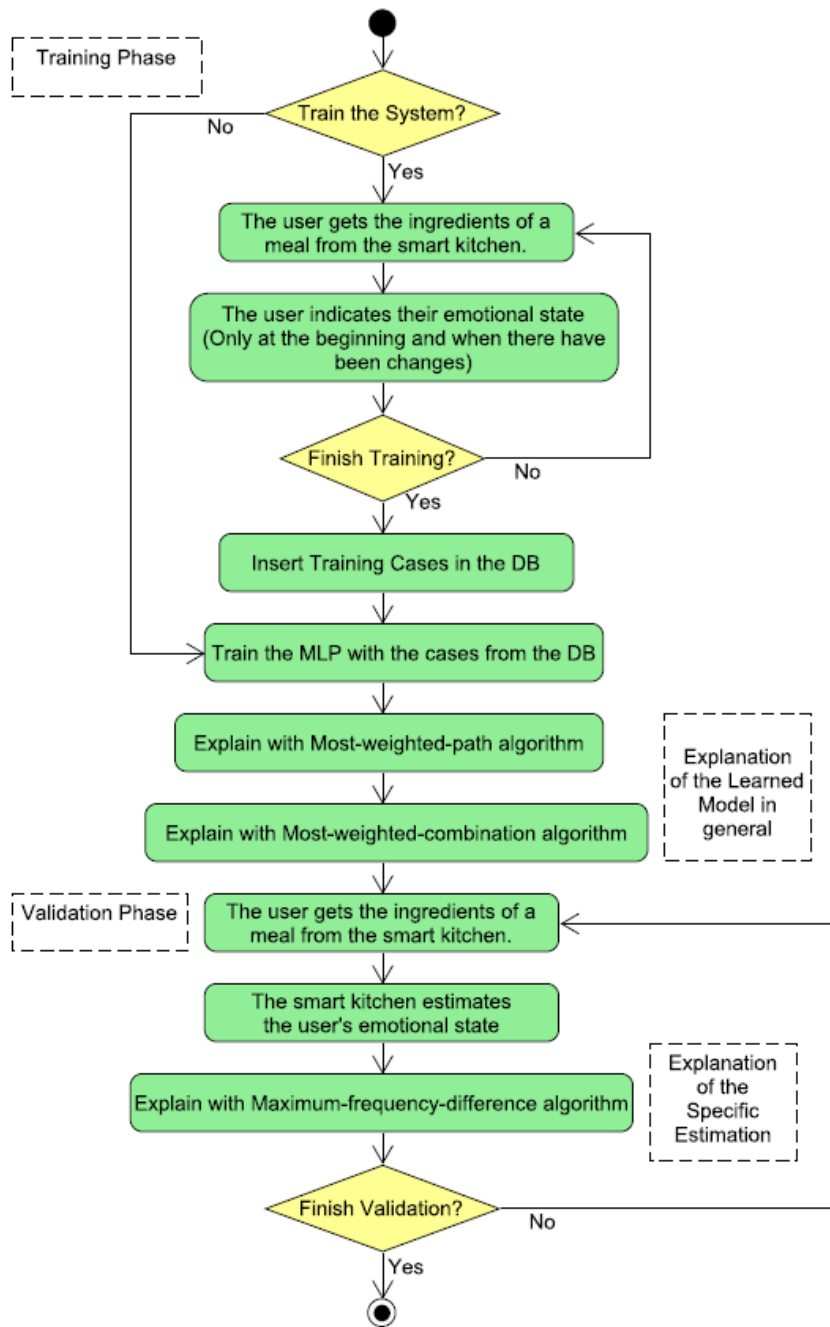 Training Phase
Train the System?
No
Yes
The user gets the ingredients of a
meal from the smart kitchen.
The user indicates their emotional state
(Only at the beginning and when there have
been changes)
Finish Training?
No
Yes
Insert Training Cases in the DB
Train the MLP with the cases from the DB
Explain with Most-weighted-path algorithm
Explanation
of the Learned
Model in
general
Explain with Most-weighted-combination algorithm
Validation Phase
The user gets the ingredients of a
meal from the smart kitchen.
The smart kitchen estimates
the user's emotional state
Explain with Maximum-frequency-difference algorithm
Explanation
of the
Specific
Estimation
Finish Validation?
No
Yes